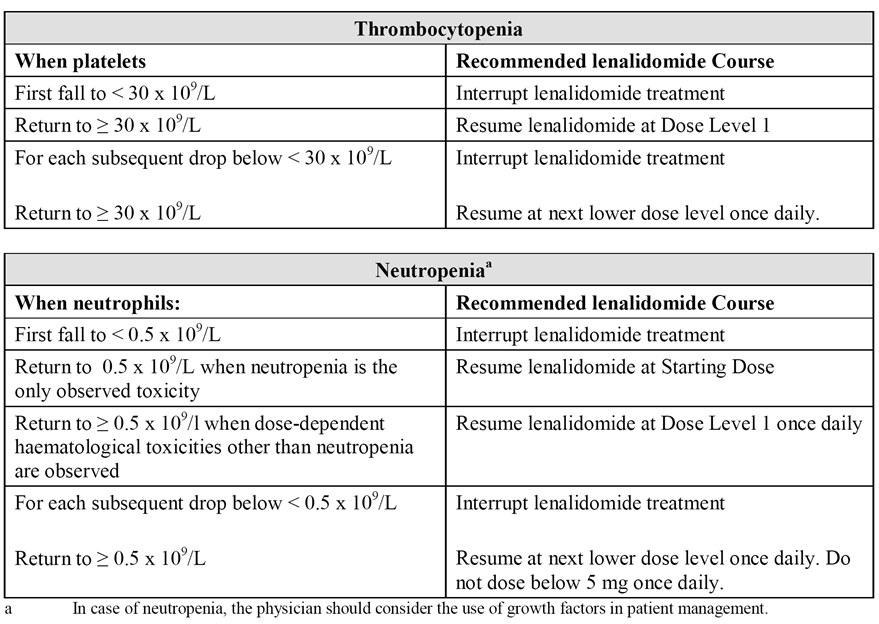 Thrombocytopenia
When platelets Recommended lenalidomide Course
First fall to < 30 x 10⁹/L Interrupt lenalidomide treatment
Return to ≥ 30 x 10⁹/L Resume lenalidomide at Dose Level 1
For each subsequent drop below < 30 x 10⁹/L Interrupt lenalidomide treatment
Return to ≥ 30 x 10⁹/L Resume at next lower dose level once daily.
Neutropeniaᵃ
When neutrophils: Recommended lenalidomide Course
First fall to < 0.5 x 10⁹/L Interrupt lenalidomide treatment
Return to 0.5 x 10⁹/L when neutropenia is the Resume lenalidomide at Starting Dose
only observed toxicity
Return to ≥ 0.5 x 10⁹/l when dose-dependent Resume lenalidomide at Dose Level 1 once daily
haematological toxicities other than neutropenia
are observed
For each subsequent drop below < 0.5 x 10⁹/L Interrupt lenalidomide treatment
Return to ≥ 0.5 x 10⁹/L Resume at next lower dose level once daily. Do
not dose below 5 mg once daily.
a In case of neutropenia, the physician should consider the use of growth factors in patient management.